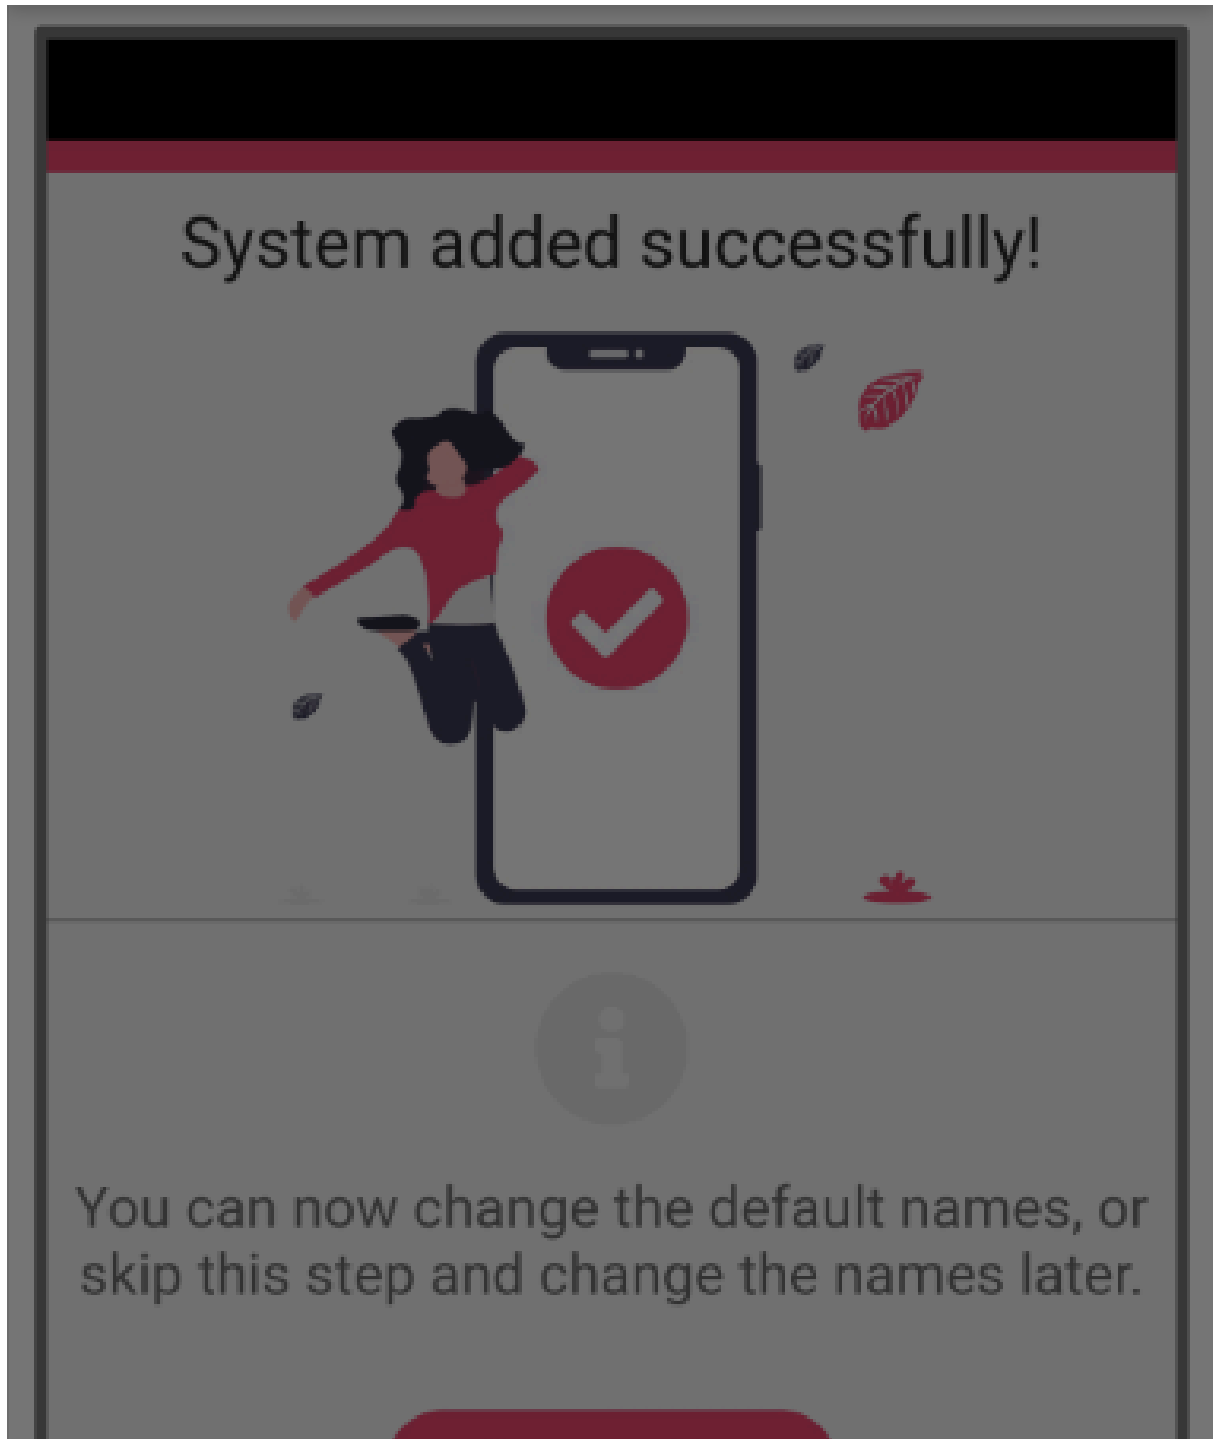 System added successfully!
You can now change the default names, or
skip this step and change the names later.